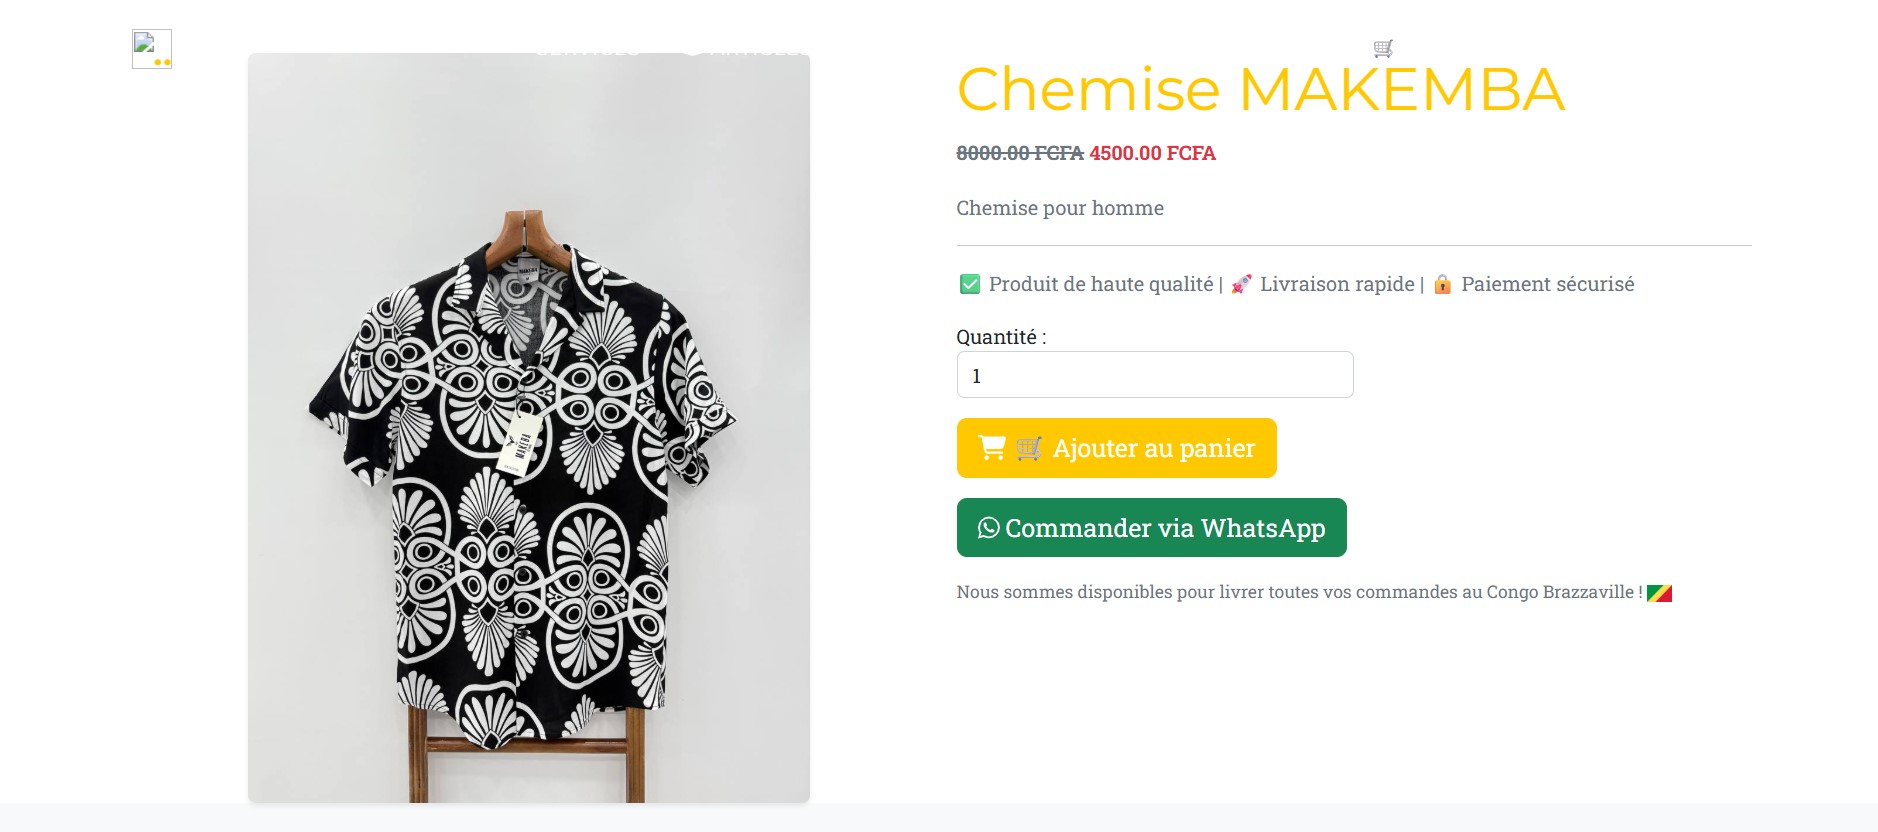 Chemise MAKEMBA
8000.00 FCFA 4500.00 FCFA
Chemise pour homme
✅ Produit de haute qualité | 🚀 Livraison rapide | 🔒 Paiement sécurisé
Quantité :
1
🛒 Ajouter au panier
Commander via WhatsApp
Nous sommes disponibles pour livrer toutes vos commandes au Congo Brazzaville ! 🇨🇬